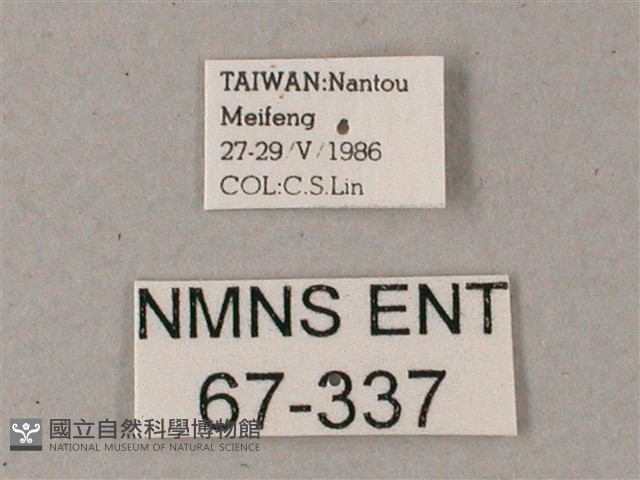 TAIWAN:Nantou
Meifeng
27-29/V/1986
COL:C.S.Lin
NMNS ENT
67-337
國立自然科學博物館
NATIONAL MUSEUM OF NATURAL SCIENCE